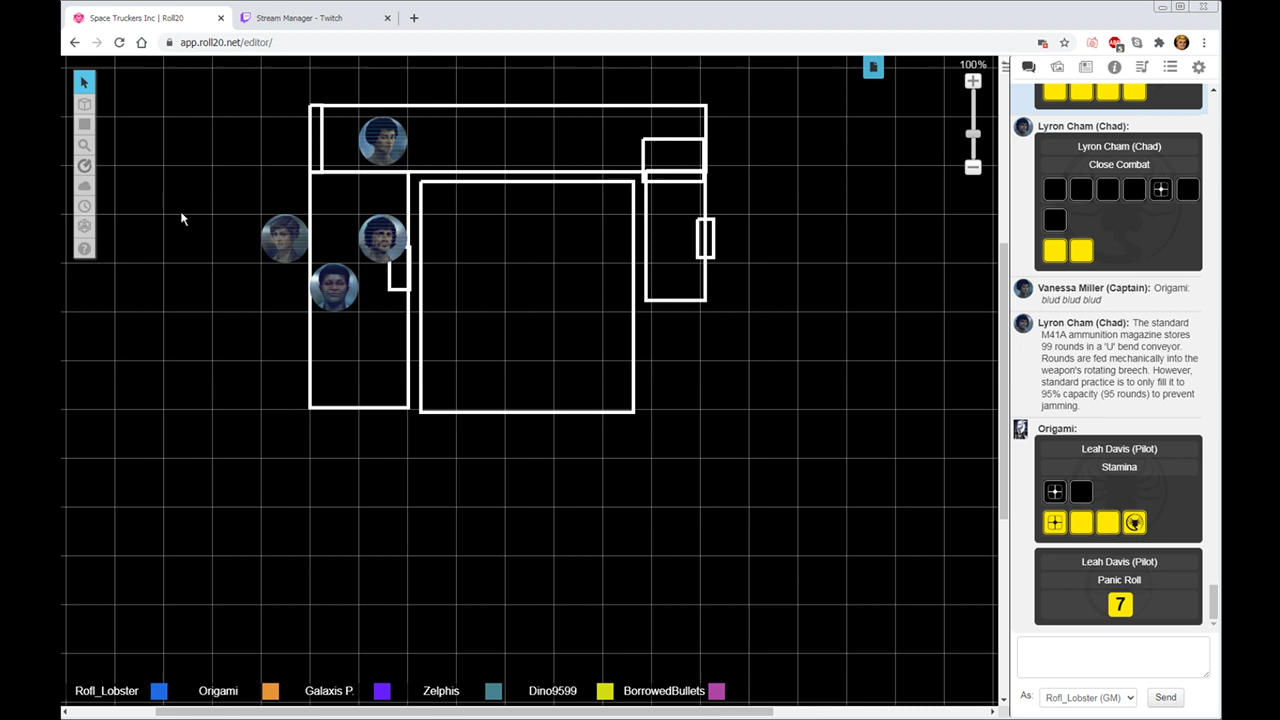 Space Truckers Inc | Roll20
Stream Manager - Twitch
app.roll20.net/editor/
100%
Lyron Cham (Chad):
Lyron Cham (Chad)
Close Combat
Vanessa Miller (Captain): Origami:
blud blud blud
Lyron Cham (Chad): The standard
M41A ammunition magazine stores
99 rounds in a 'U' bend conveyor.
Rounds are fed mechanically into the
weapon's rotating breech. However,
standard practice is to only fill it to
95% capacity (95 rounds) to prevent
jamming.
Origami:
Leah Davis (Pilot)
Stamina
Leah Davis (Pilot)
Panic Roll
7
Rofl_Lobster
Origami
Galaxis P.
Zelphis
Dino9599
BorrowedBullets
As:
Rofl_Lobster (GM)
Send